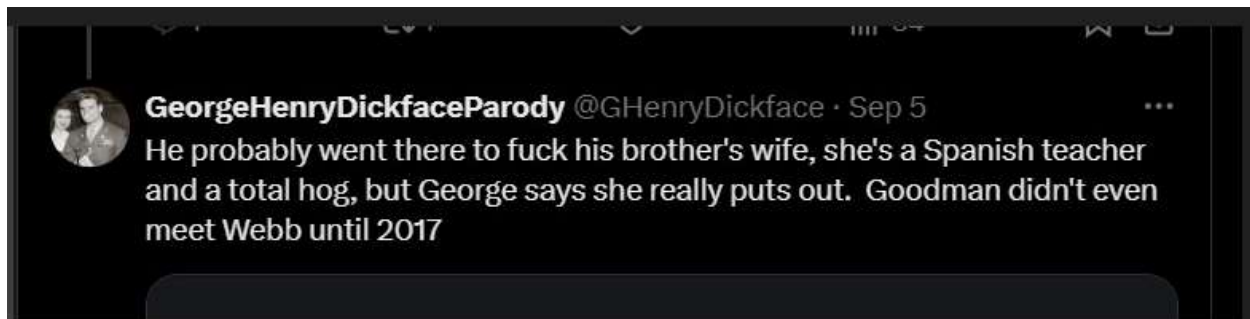 GeorgeHenryDickfaceParody @GHenryDickface · Sep 5
He probably went there to fuck his brother's wife, she's a Spanish teacher
and a total hog, but George says she really puts out.  Goodman didn't even
meet Webb until 2017